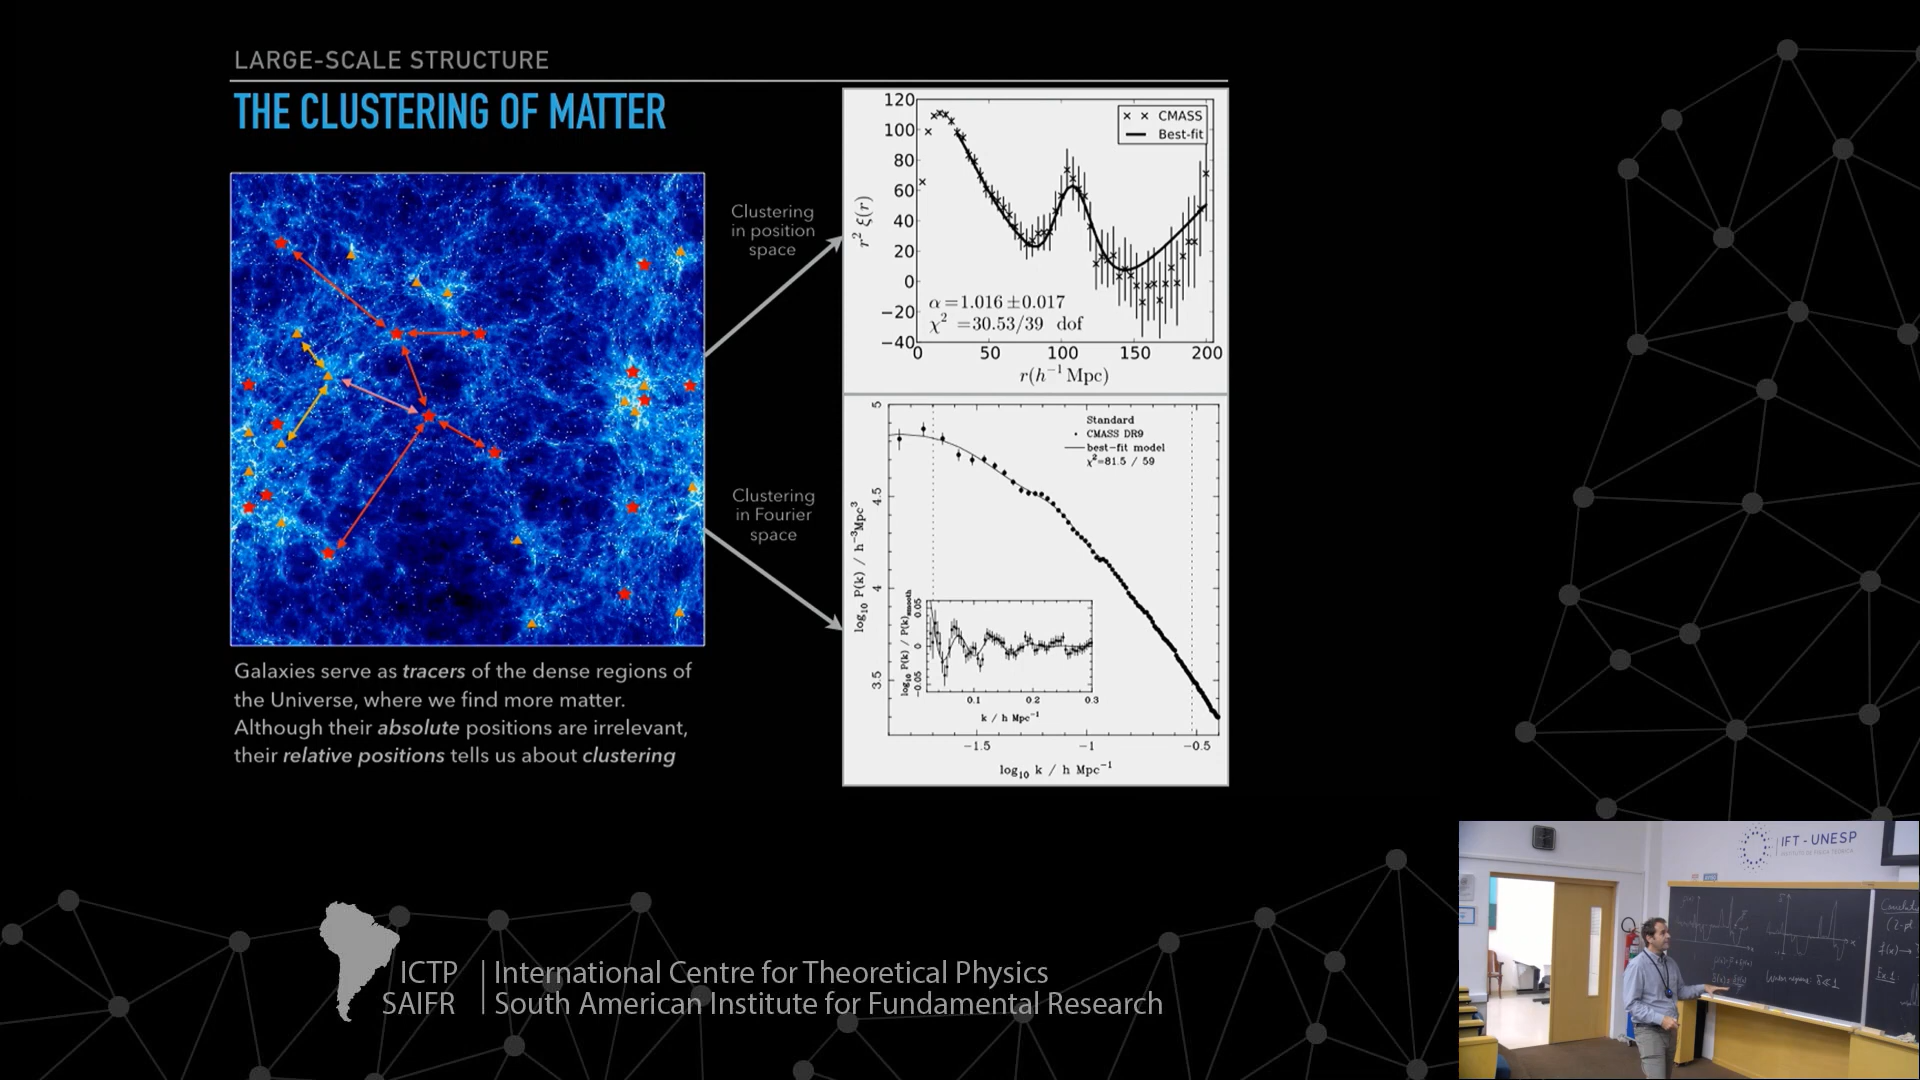 LARGE-SCALE STRUCTURE
THE CLUSTERING OF MATTER
Clustering
in position
space
Clustering
in Fourier
space
Galaxies serve as tracers of the dense regions of
the Universe, where we find more matter.
Although their absolute positions are irrelevant,
their relative positions tells us about clustering
120
100
80
60
40
20
0
−20
−40
r² ξ(r)
× × CMASS
Best-fit
α=1.016±0.017
χ² =30.53/39 dof
0 50 100 150 200
r(h⁻¹ Mpc)
5
4.5
4
3.5
log₁₀ P(k) / h⁻³Mpc³
Standard
CMASS DR9
best-fit model
χ²=81.5 / 59
log₁₀ P(k) / P(k)smooth
0.05
0
−0.05
0.1 0.2 0.3
k / h Mpc⁻¹
−1.5 −1 −0.5
log₁₀ k / h Mpc⁻¹
ICTP
SAIFR
International Centre for Theoretical Physics
South American Institute for Fundamental Research
IFT - UNESP